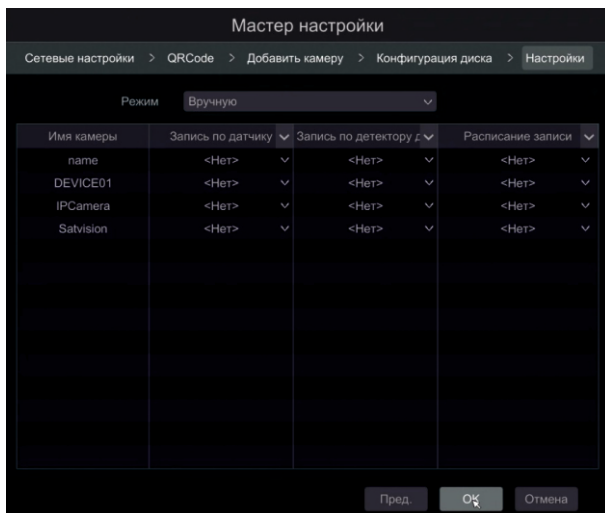 Мастер настройки
Сетевые настройки > QRCode > Добавить камеру > Конфигурация диска > Настройки
Режим Вручную
Имя камеры Запись по датчику Запись по детектору д Расписание записи
name <Нет> <Нет> <Нет>
DEVICE01 <Нет> <Нет> <Нет>
IPCamera <Нет> <Нет> <Нет>
Satvision <Нет> <Нет> <Нет>
Пред. OK Отмена